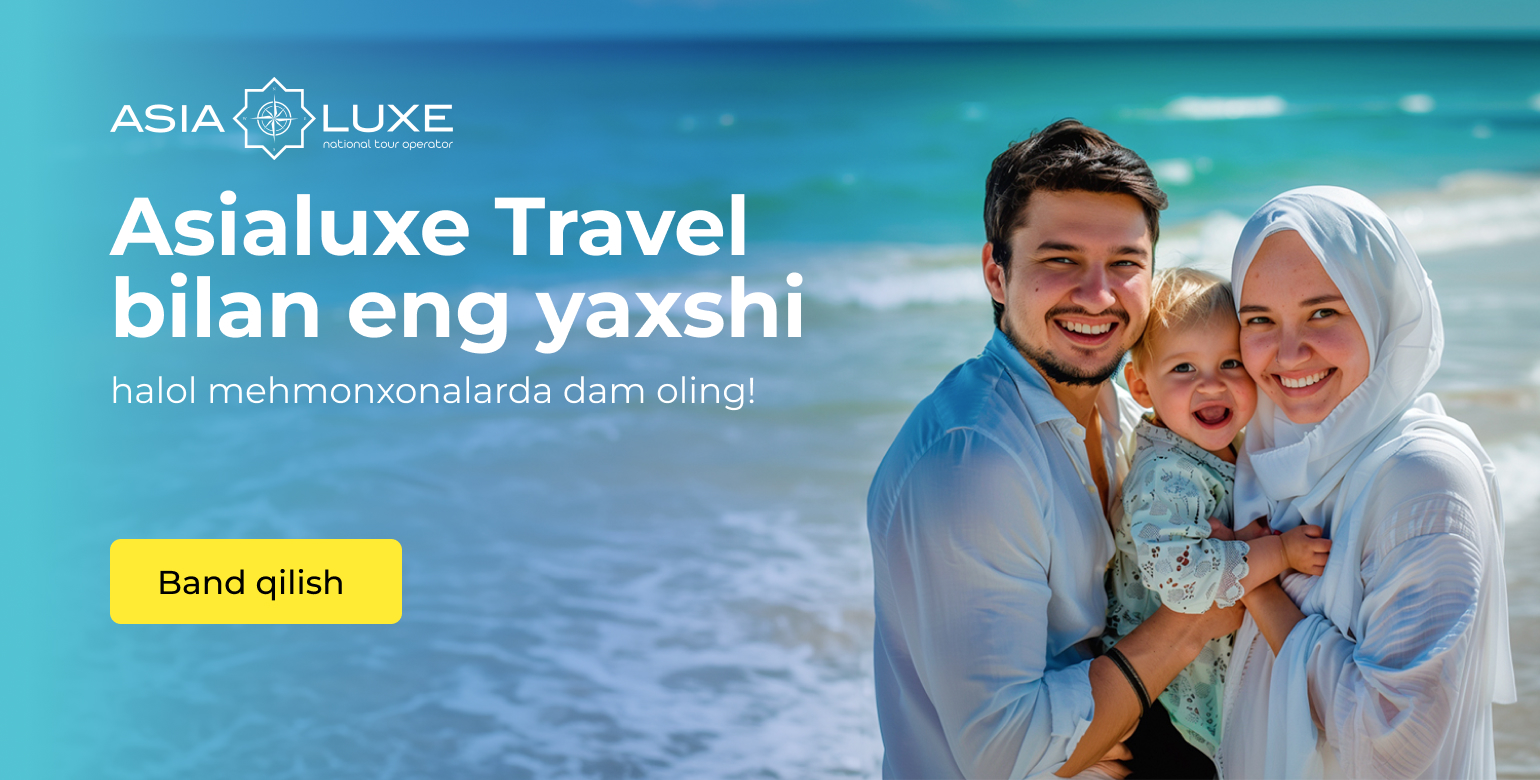 ASIA LUXE
national tour operator
Asialuxe Travel
bilan eng yaxshi
halol mehmonxonalarda dam oling!
Band qilish